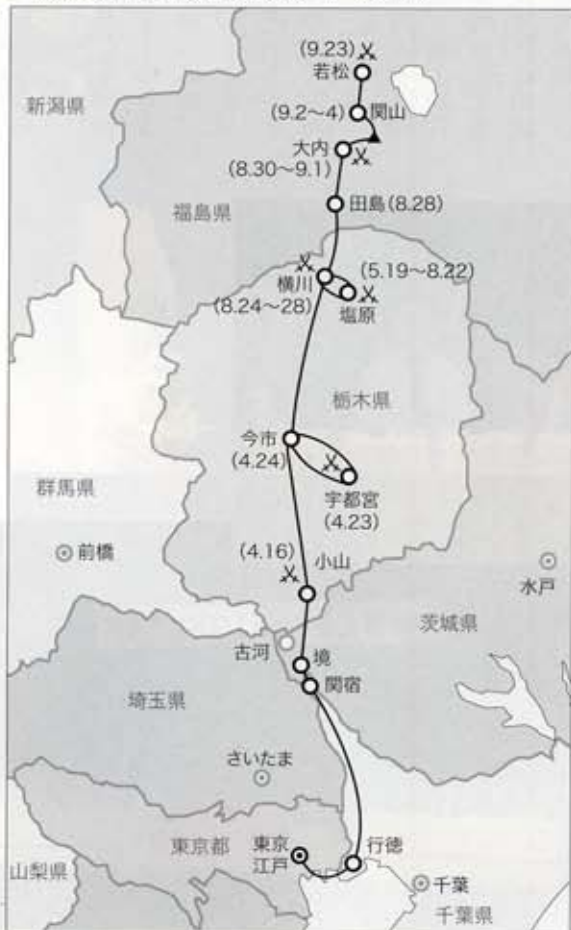 (9.23)
若松
新潟県
(9.2〜4)
関山
大内
(8.30〜9.1)
田島(8.28)
福島県
横川
(5.19〜8.22)
(8.24〜28)
塩原
栃木県
今市
(4.24)
宇都宮
(4.23)
群馬県
前橋
(4.16)
小山
水戸
茨城県
古河
境
関宿
埼玉県
さいたま
東京都
東京
江戸
行徳
山梨県
千葉
千葉県